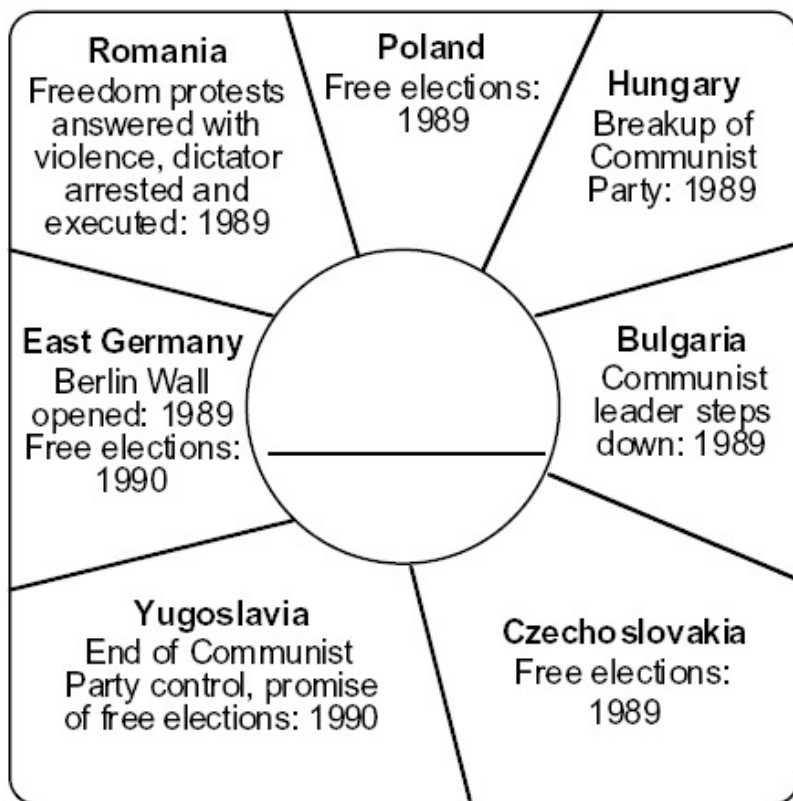 Romania
Freedom protests
answered with
violence, dictator
arrested and
executed: 1989
Poland
Free elections:
1989
Hungary
Breakup of
Communist
Party: 1989
East Germany
Berlin Wall
opened: 1989
Free elections:
1990
Bulgaria
Communist
leader steps
down: 1989
Yugoslavia
End of Communist
Party control, promise
of free elections: 1990
Czechoslovakia
Free elections:
1989